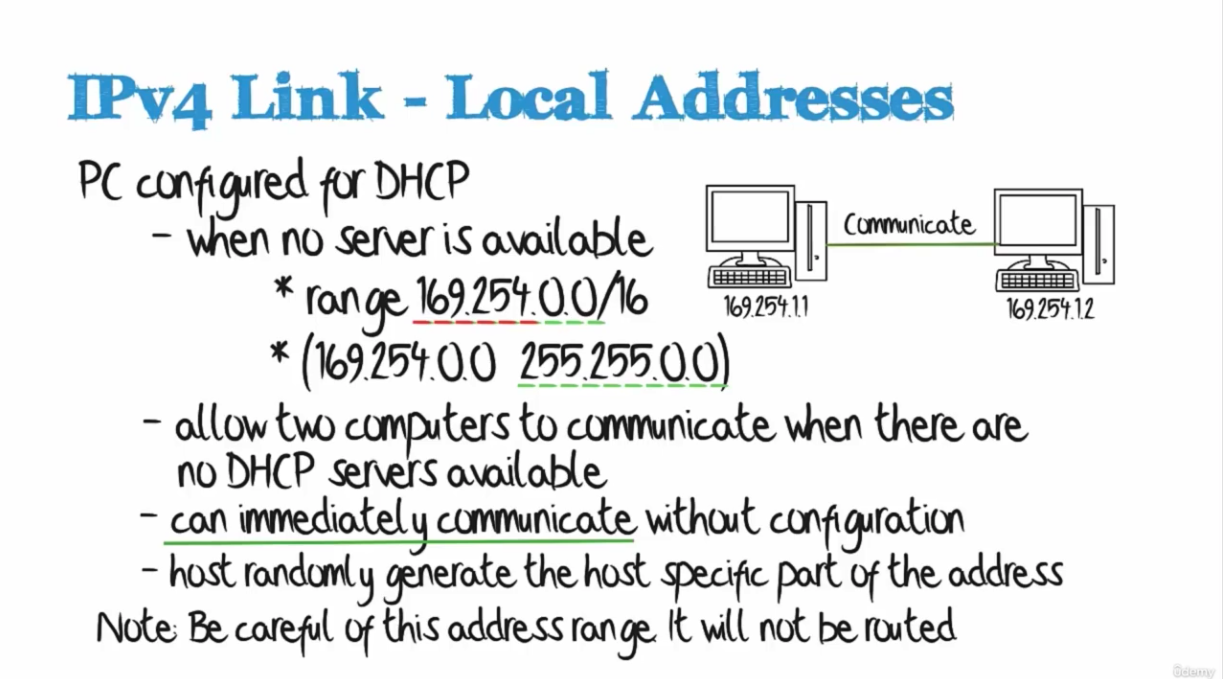 IPv4 Link - Local Addresses
PC configured for DHCP
- when no server is available
* range 169.254.0.0/16
* (169.254.0.0 255.255.0.0)
Communicate
169.254.1.1
169.254.1.2
- allow two computers to communicate when there are
no DHCP servers available
- can immediately communicate without configuration
- host randomly generate the host specific part of the address
Note: Be careful of this address range. It will not be routed
ûdemy